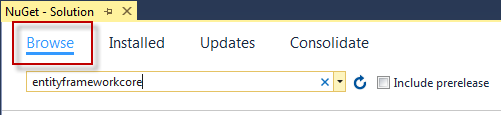 NuGet - Solution
Browse Installed Updates Consolidate
entityframeworkcore Include prerelease